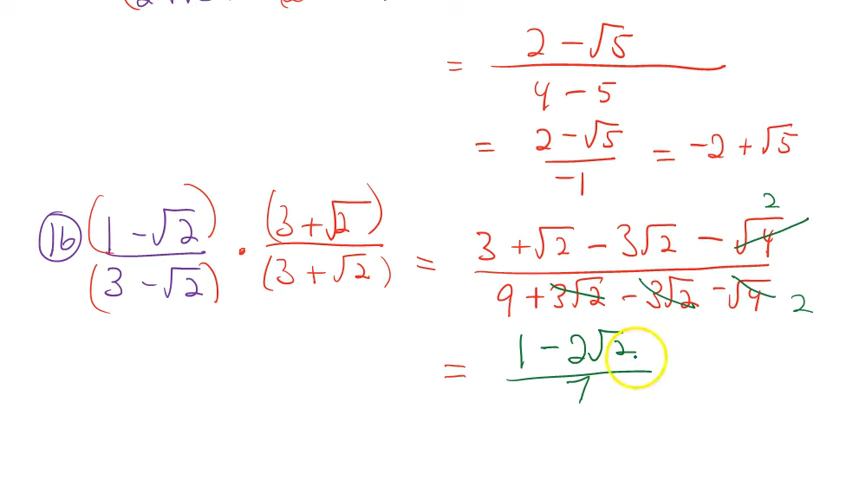 = (2 - √5) / (4 - 5)
= (2 - √5) / -1 = -2 + √5
16 (1 - √2) / (3 - √2) · (3 + √2) / (3 + √2) = (3 + √2 - 3√2 - √4 2) / (9 + 3√2 - 3√2 - √4 2)
= (1 - 2√2) / 7